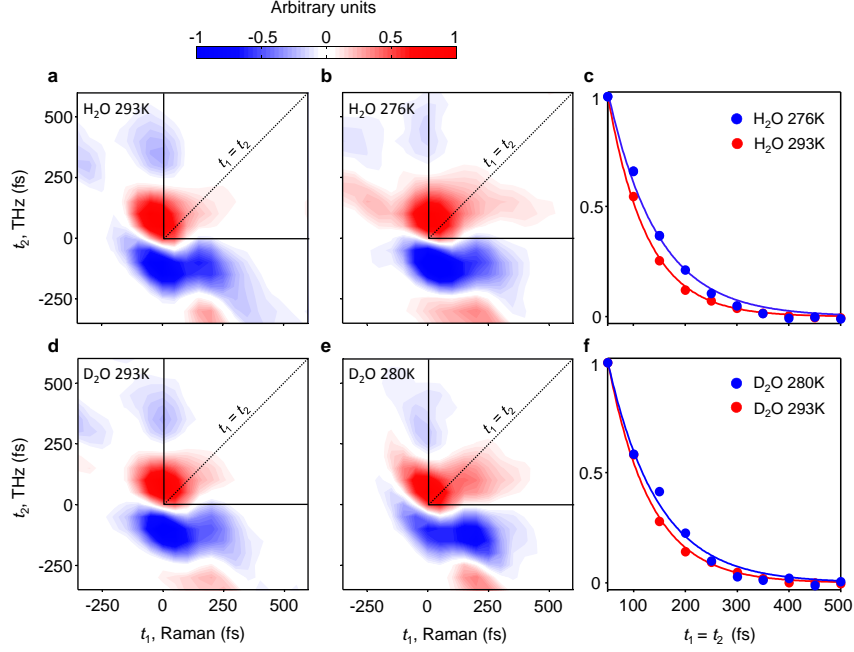 Arbitrary units
-1 -0.5 0 0.5 1
a
H₂O 293K
t₁ = t₂
500
250
0
-250
t₂, THz (fs)
b
H₂O 276K
t₁ = t₂
c
H₂O 276K
H₂O 293K
1
0.5
0
d
D₂O 293K
t₁ = t₂
500
250
0
-250
t₂, THz (fs)
-250 0 250 500
t₁, Raman (fs)
e
D₂O 280K
t₁ = t₂
-250 0 250 500
t₁, Raman (fs)
f
D₂O 280K
D₂O 293K
1
0.5
0
100 200 300 400 500
t₁ = t₂ (fs)